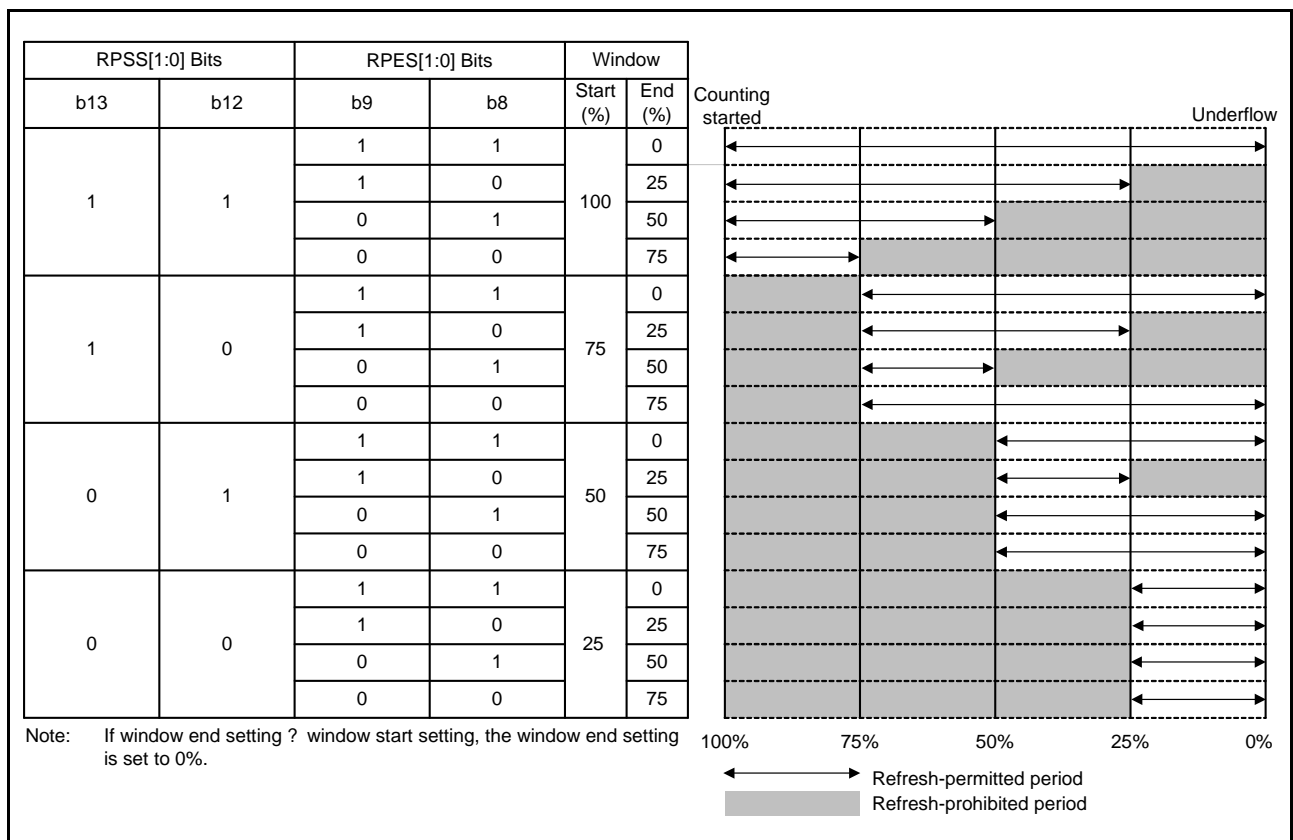 RPSS[1:0] Bits RPES[1:0] Bits Window
b13 b12 b9 b8 Start (%) End (%)
Counting started
Underflow
1 1 1 1 100 0
1 0 25
0 1 50
0 0 75
1 0 1 1 75 0
1 0 25
0 1 50
0 0 75
0 1 1 1 50 0
1 0 25
0 1 50
0 0 75
0 0 1 1 25 0
1 0 25
0 1 50
0 0 75
Note: If window end setting ? window start setting, the window end setting
is set to 0%.
100% 75% 50% 25% 0%
Refresh-permitted period
Refresh-prohibited period